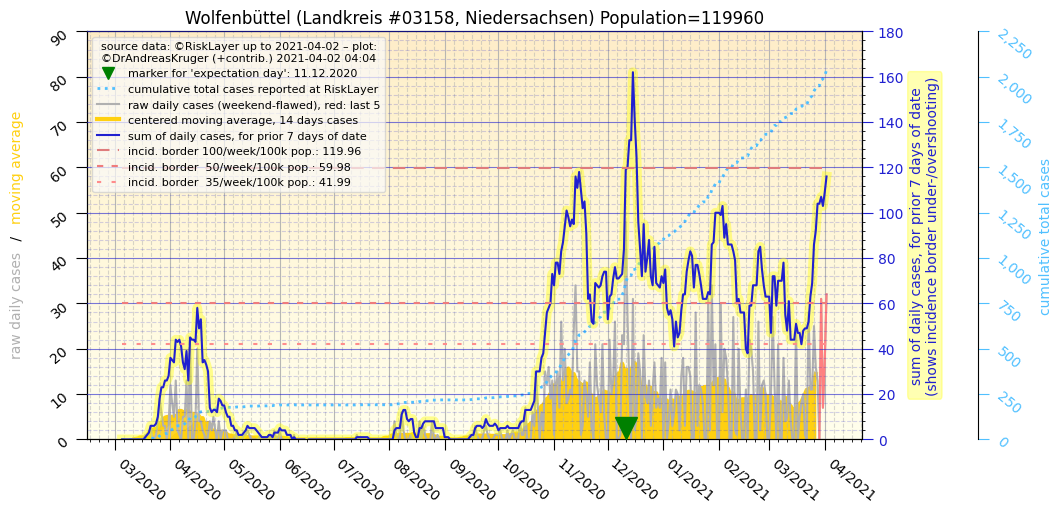 Wolfenbüttel (Landkreis #03158, Niedersachsen) Population=119960
source data: ©RiskLayer up to 2021-04-02 – plot:
©DrAndreasKruger (+contrib.) 2021-04-02 04:04
marker for 'expectation day': 11.12.2020
cumulative total cases reported at RiskLayer
raw daily cases (weekend-flawed), red: last 5
centered moving average, 14 days cases
sum of daily cases, for prior 7 days of date
incid. border 100/week/100k pop.: 119.96
incid. border  50/week/100k pop.: 59.98
incid. border  35/week/100k pop.: 41.99
raw daily cases / moving average
90
80
70
60
50
40
30
20
10
0
03/2020
04/2020
05/2020
06/2020
07/2020
08/2020
09/2020
10/2020
11/2020
12/2020
01/2021
02/2021
03/2021
04/2021
180
160
140
120
100
80
60
40
20
0
sum of daily cases, for prior 7 days of date
(shows incidence border under-/overshooting)
2,250
2,000
1,750
1,500
1,250
1,000
750
500
250
0
cumulative total cases